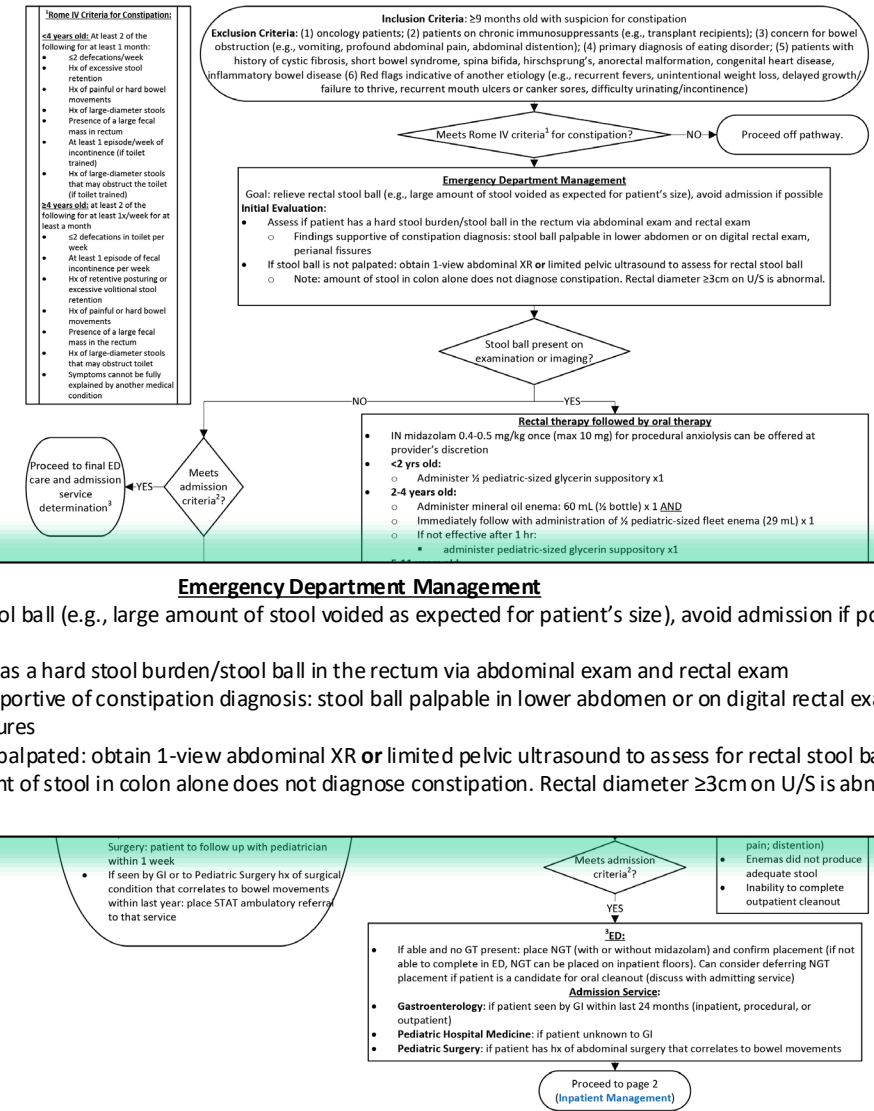 ¹Rome IV Criteria for Constipation:
<4 years old: At least 2 of the
following for at least 1 month:
• ≤2 defecations/week
• Hx of excessive stool
retention
• Hx of painful or hard bowel
movements
• Hx of large-diameter stools
• Presence of a large fecal
mass in rectum
• At least 1 episode/week of
incontinence (if toilet
trained)
• Hx of large-diameter stools
that may obstruct the toilet
(if toilet trained)
≥4 years old: at least 2 of the
following for at least 1x/week for at
least a month
• ≤2 defecations in toilet per
week
• At least 1 episode of fecal
incontinence per week
• Hx of retentive posturing or
excessive volitional stool
retention
• Hx of painful or hard bowel
movements
• Presence of a large fecal
mass in the rectum
• Hx of large-diameter stools
that may obstruct toilet
• Symptoms cannot be fully
explained by another medical
condition
Inclusion Criteria: ≥9 months old with suspicion for constipation
Exclusion Criteria: (1) oncology patients; (2) patients on chronic immunosuppressants (e.g., transplant recipients); (3) concern for bowel
obstruction (e.g., vomiting, profound abdominal pain, abdominal distention); (4) primary diagnosis of eating disorder; (5) patients with
history of cystic fibrosis, short bowel syndrome, spina bifida, hirschsprung's, anorectal malformation, congenital heart disease,
inflammatory bowel disease (6) Red flags indicative of another etiology (e.g., recurrent fevers, unintentional weight loss, delayed growth/
failure to thrive, recurrent mouth ulcers or canker sores, difficulty urinating/incontinence)
Meets Rome IV criteria¹ for constipation?
NO
Proceed off pathway.
Emergency Department Management
Goal: relieve rectal stool ball (e.g., large amount of stool voided as expected for patient's size), avoid admission if possible
Initial Evaluation:
• Assess if patient has a hard stool burden/stool ball in the rectum via abdominal exam and rectal exam
○ Findings supportive of constipation diagnosis: stool ball palpable in lower abdomen or on digital rectal exam,
perianal fissures
• If stool ball is not palpated: obtain 1-view abdominal XR or limited pelvic ultrasound to assess for rectal stool ball
○ Note: amount of stool in colon alone does not diagnose constipation. Rectal diameter ≥3cm on U/S is abnormal.
Stool ball present on
examination or imaging?
NO
YES
Proceed to final ED
care and admission
service
determination³
YES
Meets
admission
criteria²?
Rectal therapy followed by oral therapy
• IN midazolam 0.4-0.5 mg/kg once (max 10 mg) for procedural anxiolysis can be offered at
provider's discretion
• <2 yrs old:
○ Administer ½ pediatric-sized glycerin suppository x1
• 2-4 years old:
○ Administer mineral oil enema: 60 mL (½ bottle) x 1 AND
○ Immediately follow with administration of ½ pediatric-sized fleet enema (29 mL) x 1
○ If not effective after 1 hr:
▪ administer pediatric-sized glycerin suppository x1
Emergency Department Management
ol ball (e.g., large amount of stool voided as expected for patient's size), avoid admission if po
as a hard stool burden/stool ball in the rectum via abdominal exam and rectal exam
portive of constipation diagnosis: stool ball palpable in lower abdomen or on digital rectal exa
ures
palpated: obtain 1-view abdominal XR or limited pelvic ultrasound to assess for rectal stool ba
nt of stool in colon alone does not diagnose constipation. Rectal diameter ≥3cm on U/S is abn
Surgery: patient to follow up with pediatrician
within 1 week
• If seen by GI or to Pediatric Surgery hx of surgical
condition that correlates to bowel movements
within last year: place STAT ambulatory referral
to that service
Meets admission
criteria²?
YES
pain; distention)
• Enemas did not produce
adequate stool
• Inability to complete
outpatient cleanout
³ED:
• If able and no GT present: place NGT (with or without midazolam) and confirm placement (if not
able to complete in ED, NGT can be placed on inpatient floors). Can consider deferring NGT
placement if patient is a candidate for oral cleanout (discuss with admitting service)
Admission Service:
• Gastroenterology: if patient seen by GI within last 24 months (inpatient, procedural, or
outpatient)
• Pediatric Hospital Medicine: if patient unknown to GI
• Pediatric Surgery: if patient has hx of abdominal surgery that correlates to bowel movements
Proceed to page 2
(Inpatient Management)